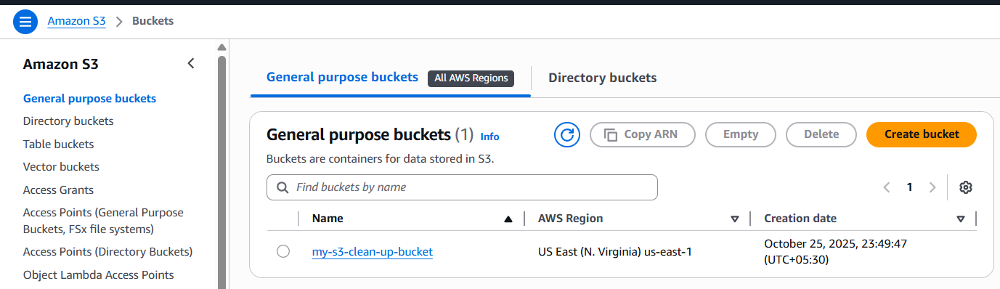 Amazon S3 > Buckets
Amazon S3
General purpose buckets
Directory buckets
Table buckets
Vector buckets
Access Grants
Access Points (General Purpose
Buckets, FSx file systems)
Access Points (Directory Buckets)
Object Lambda Access Points
General purpose buckets All AWS Regions Directory buckets
General purpose buckets (1) Info Copy ARN Empty Delete Create bucket
Buckets are containers for data stored in S3.
Find buckets by name 1
Name AWS Region Creation date
my-s3-clean-up-bucket US East (N. Virginia) us-east-1 October 25, 2025, 23:49:47
(UTC+05:30)